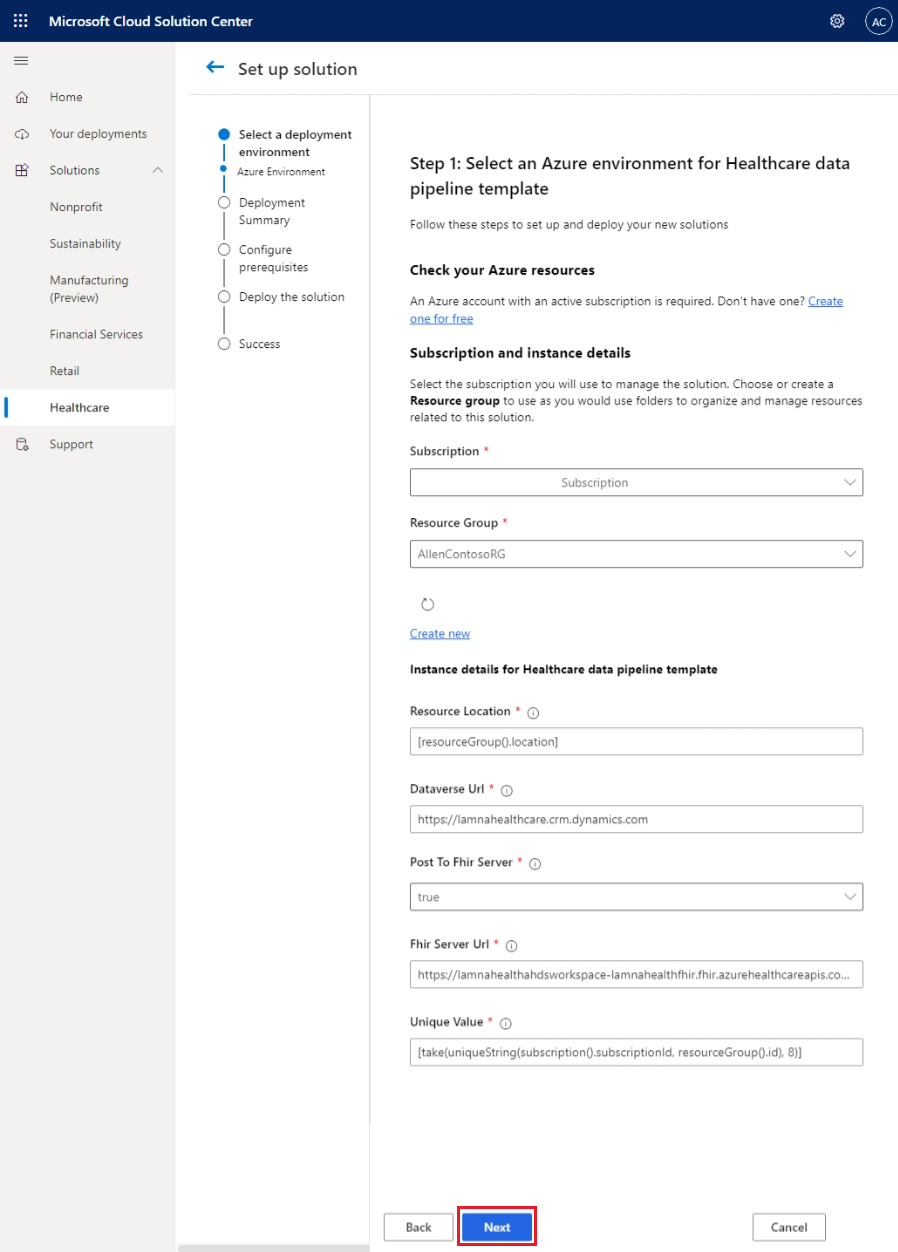 Microsoft Cloud Solution Center
AC
Set up solution
Home
Your deployments
Solutions
Nonprofit
Sustainability
Manufacturing
(Preview)
Financial Services
Retail
Healthcare
Support
Select a deployment
environment
Azure Environment
Deployment
Summary
Configure
prerequisites
Deploy the solution
Success
Step 1: Select an Azure environment for Healthcare data
pipeline template
Follow these steps to set up and deploy your new solutions
Check your Azure resources
An Azure account with an active subscription is required. Don't have one? Create
one for free
Subscription and instance details
Select the subscription you will use to manage the solution. Choose or create a
Resource group to use as you would use folders to organize and manage resources
related to this solution.
Subscription *
Subscription
Resource Group *
AllenContosoRG
Create new
Instance details for Healthcare data pipeline template
Resource Location *
[resourceGroup().location]
Dataverse Url *
https://lamnahealthcare.crm.dynamics.com
Post To Fhir Server *
true
Fhir Server Url *
https://lamnahealthahdsworkspace-lamnahealthfhir.fhir.azurehealthcareapis.co...
Unique Value *
[take(uniqueString(subscription().subscriptionId, resourceGroup().id), 8)]
Back
Next
Cancel